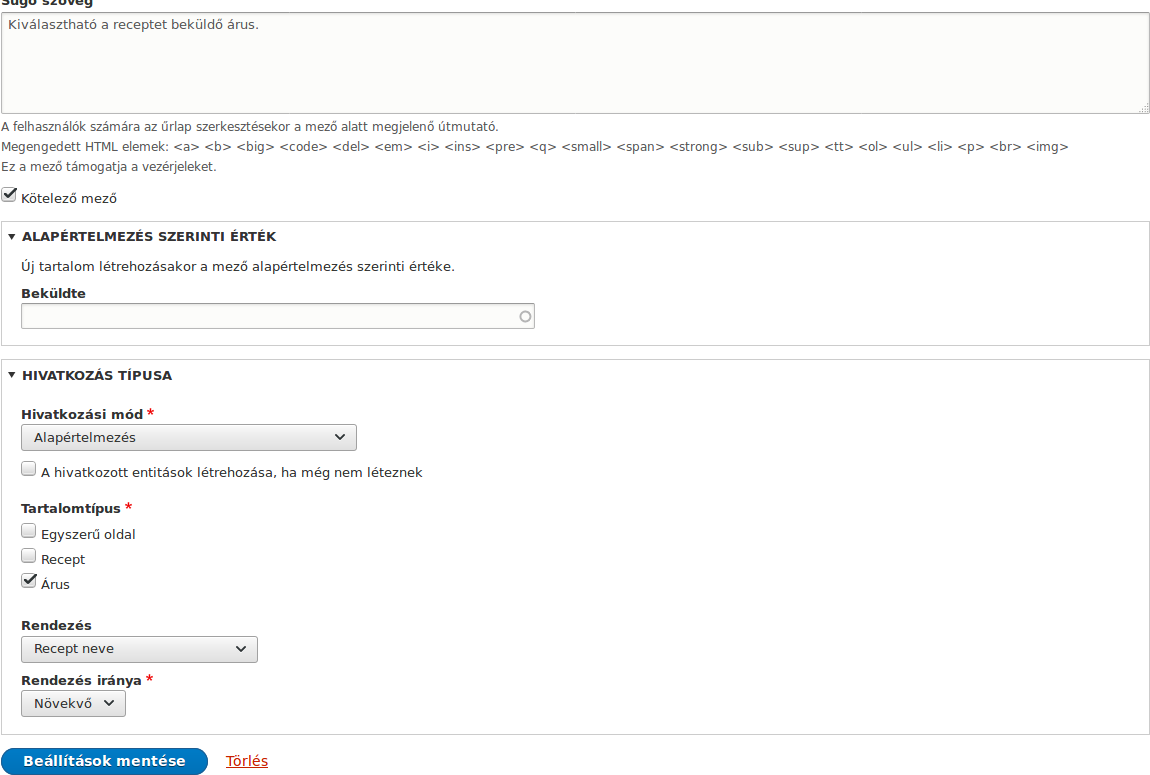 Súgó szöveg
Kiválasztható a receptet beküldő árus.
A felhasználók számára az űrlap szerkesztésekor a mező alatt megjelenő útmutató.
Megengedett HTML elemek: <a> <b> <big> <code> <del> <em> <i> <ins> <pre> <q> <small> <span> <strong> <sub> <sup> <tt> <ol> <ul> <li> <p> <br> <img>
Ez a mező támogatja a vezérjeleket.
Kötelező mező
ALAPÉRTELMEZÉS SZERINTI ÉRTÉK
Új tartalom létrehozásakor a mező alapértelmezés szerinti értéke.
Beküldte
HIVATKOZÁS TÍPUSA
Hivatkozási mód *
Alapértelmezés
A hivatkozott entitások létrehozása, ha még nem léteznek
Tartalomtípus *
Egyszerű oldal
Recept
Árus
Rendezés
Recept neve
Rendezés iránya *
Növekvő
Beállítások mentése Törlés